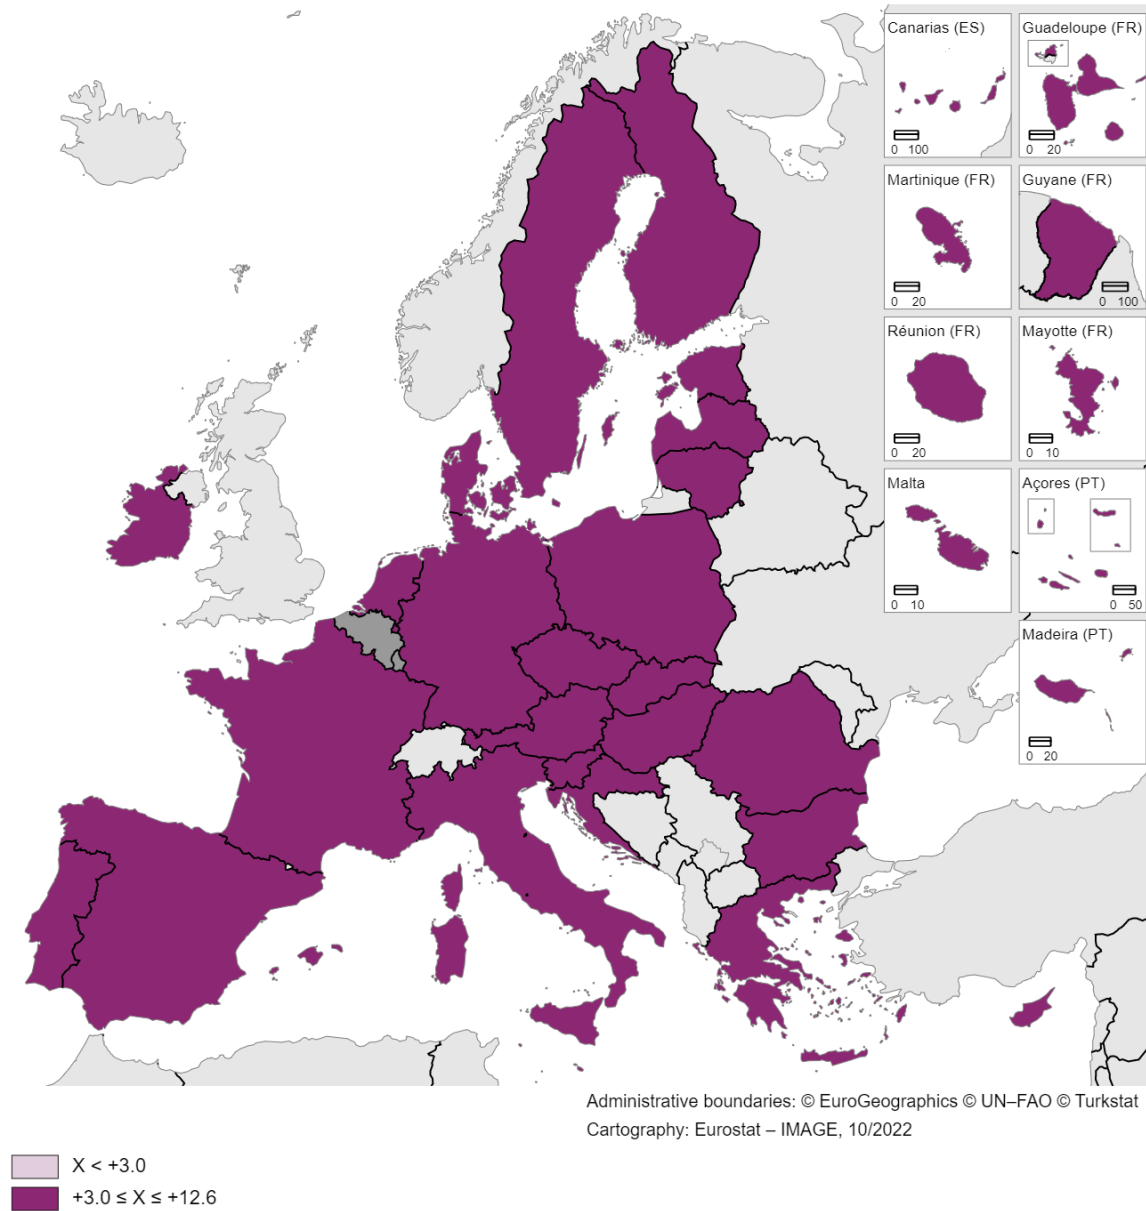 Canarias (ES)
0 100
Guadeloupe (FR)
0 20
Martinique (FR)
0 20
Guyane (FR)
0 100
Réunion (FR)
0 20
Mayotte (FR)
0 10
Malta
0 10
Açores (PT)
0 50
Madeira (PT)
0 20
Administrative boundaries: © EuroGeographics © UN–FAO © Turkstat
Cartography: Eurostat – IMAGE, 10/2022
X < +3.0
+3.0 ≤ X ≤ +12.6